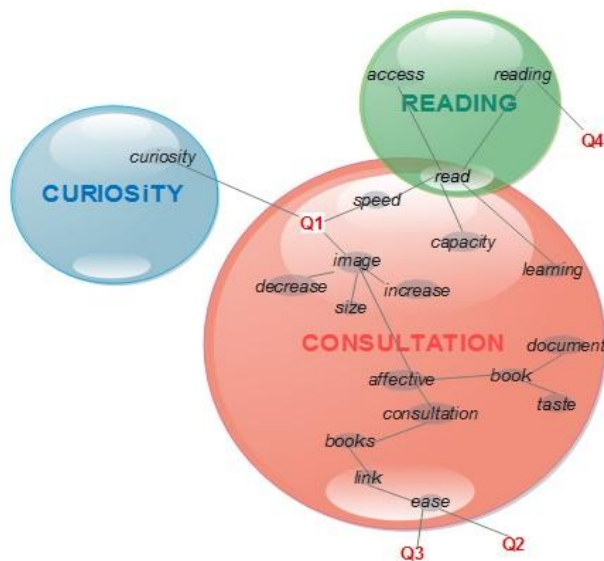 access
reading
READING
Q4
curiosity
CURIOSiTY
read
speed
Q1
capacity
image
learning
decrease
increase
size
CONSULTATION
document
affective
book
taste
consultation
books
link
ease
Q2
Q3